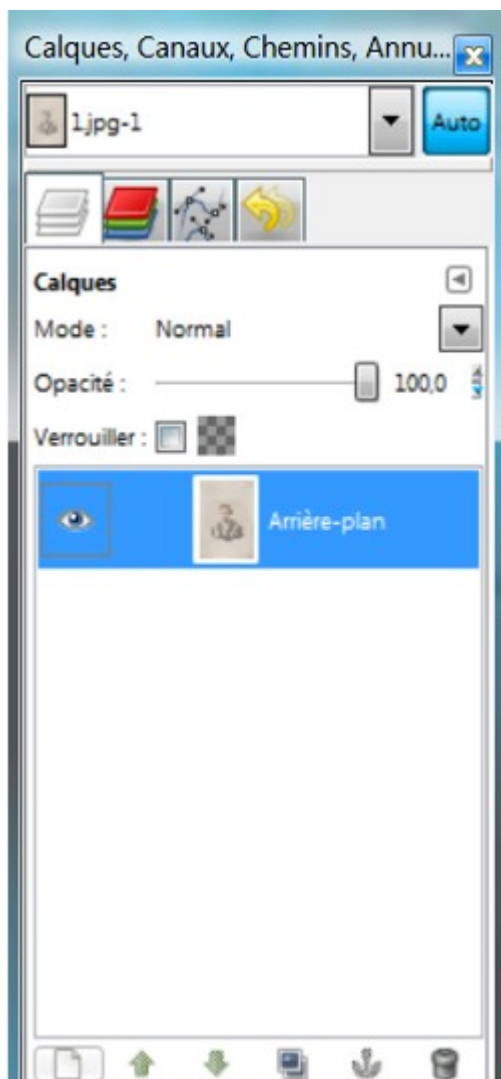 Calques, Canaux, Chemins, Annu...
1.jpg-1
Auto
Calques
Mode : Normal
Opacité : 100,0
Verrouiller :
Arrière-plan